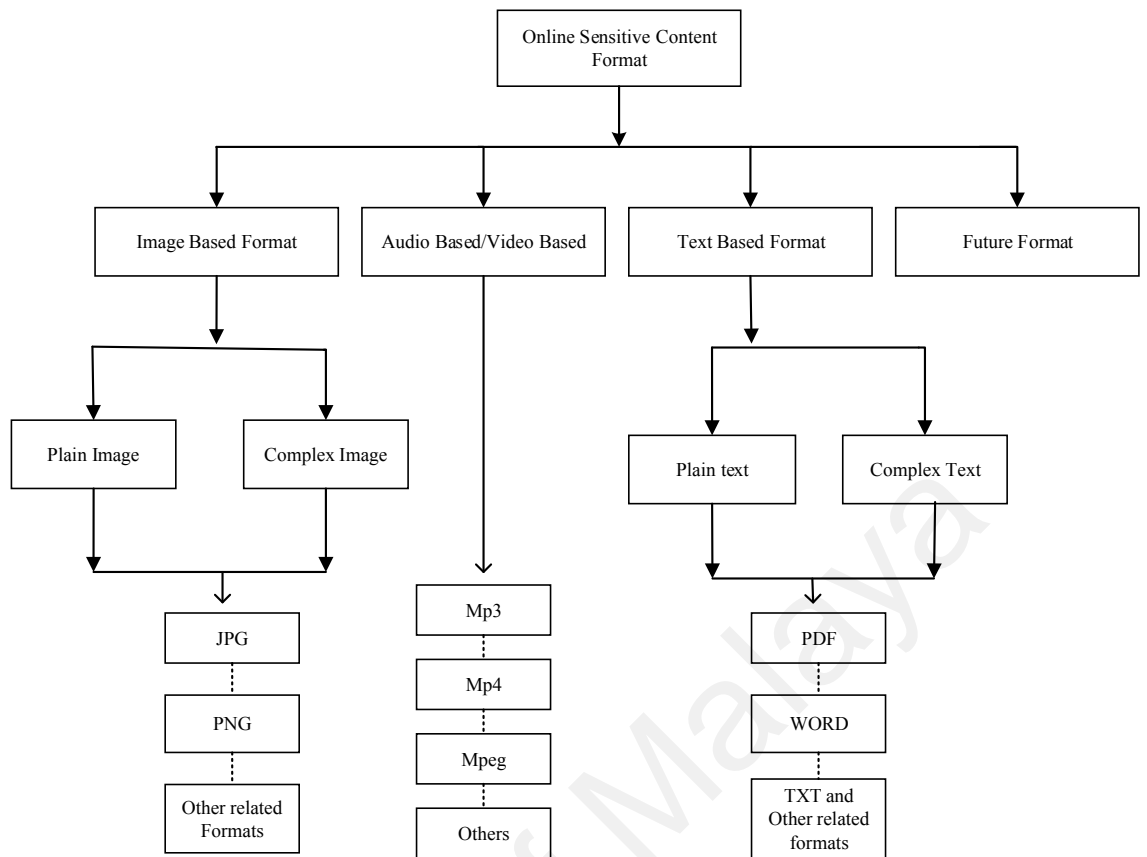 Online Sensitive Content
Format
Image Based Format
Audio Based/Video Based
Text Based Format
Future Format
Plain Image
Complex Image
Plain text
Complex Text
JPG
PNG
Other related
Formats
Mp3
Mp4
Mpeg
Others
PDF
WORD
TXT and
Other related
formats
Malaya